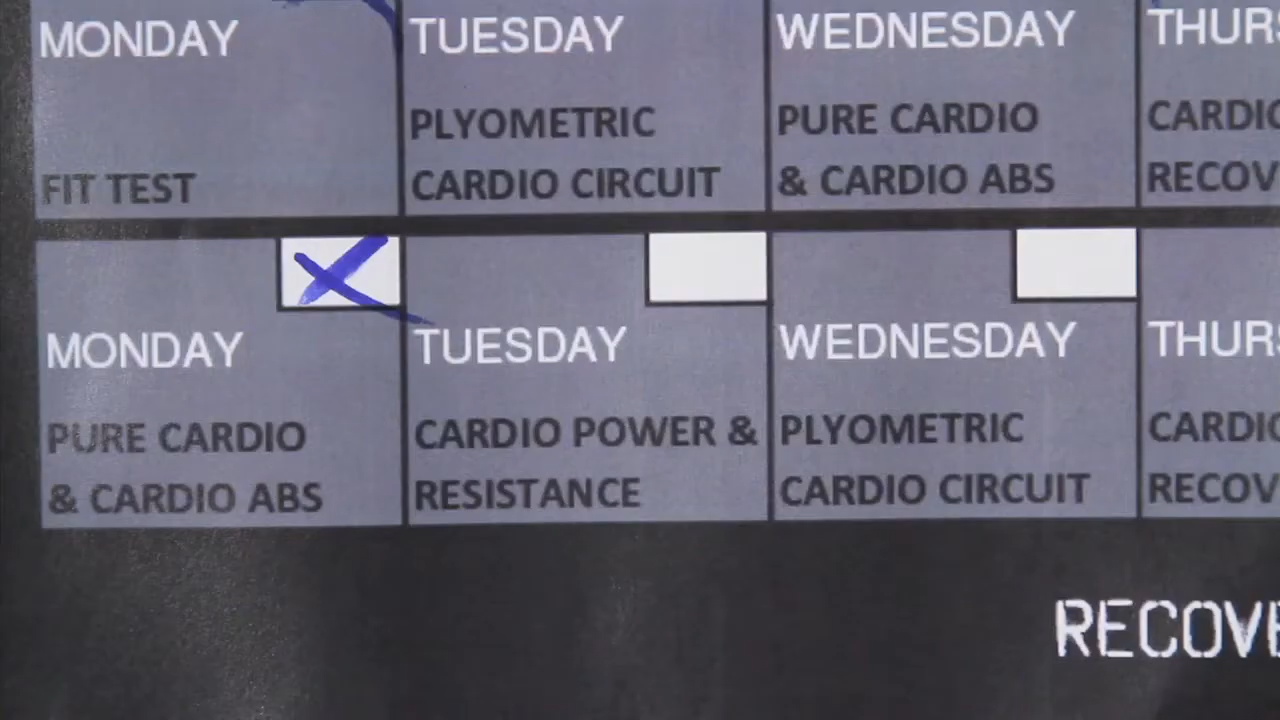 MONDAY TUESDAY WEDNESDAY
PLYOMETRIC PURE CARDIO
FIT TEST CARDIO CIRCUIT & CARDIO ABS
MONDAY TUESDAY WEDNESDAY
PURE CARDIO CARDIO POWER & PLYOMETRIC
& CARDIO ABS RESISTANCE CARDIO CIRCUIT